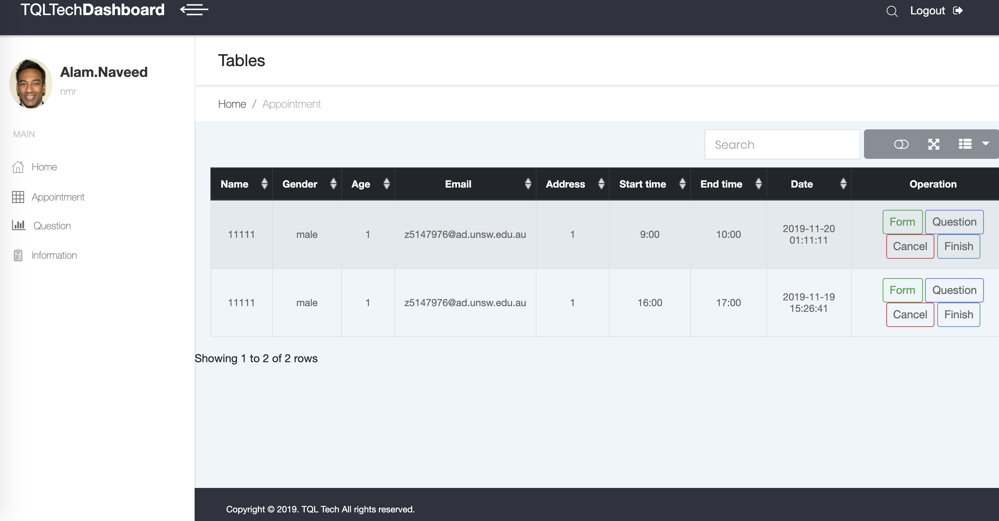 TQLTechDashboard
Logout
Alam.Naveed
nmr
MAIN
Home
Appointment
Question
Information
Tables
Home / Appointment
Search
Name Gender Age Email Address Start time End time Date Operation
11111 male 1 z5147976@ad.unsw.edu.au 1 9:00 10:00 2019-11-20 01:11:11 Form Question Cancel Finish
11111 male 1 z5147976@ad.unsw.edu.au 1 16:00 17:00 2019-11-19 15:26:41 Form Question Cancel Finish
Showing 1 to 2 of 2 rows
Copyright © 2019. TQL Tech All rights reserved.